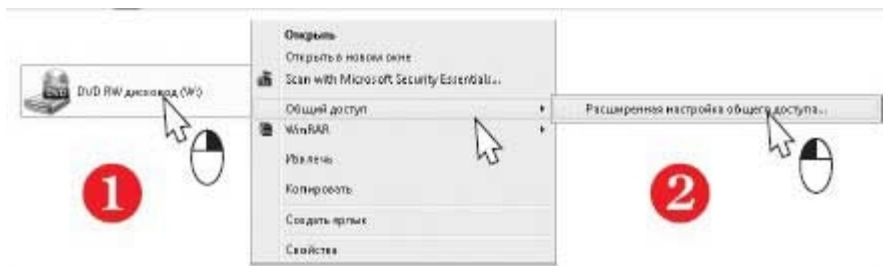 DVD RW дисковод (W:)
1
Открыть
Открыть в новом окне
Scan with Microsoft Security Essentials...
Общий доступ
WinRAR
Извлечь
Копировать
Создать ярлык
Свойства
Расширенная настройка общего доступа...
2